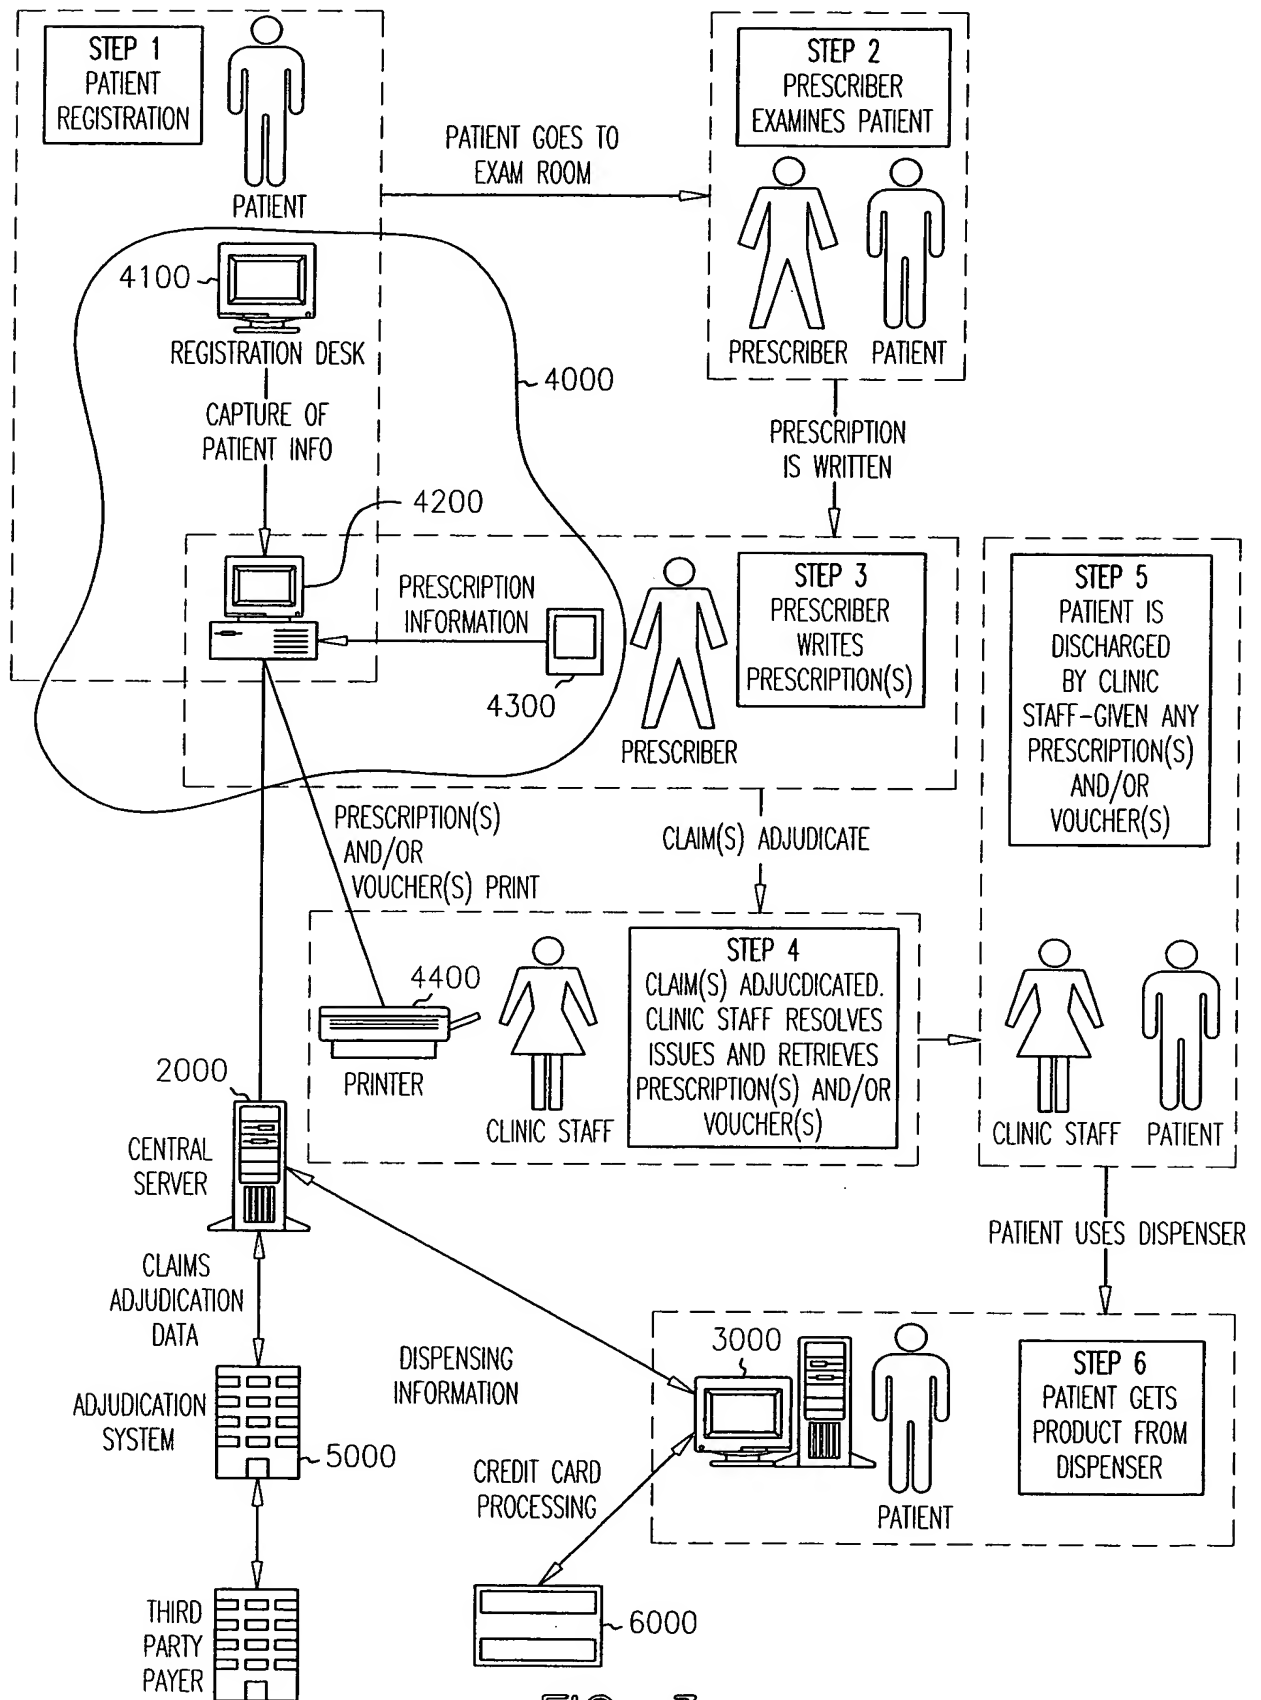 STEP 1
PATIENT
REGISTRATION
PATIENT
PATIENT GOES TO
EXAM ROOM
STEP 2
PRESCRIBER
EXAMINES PATIENT
PRESCRIBER
PATIENT
4100
REGISTRATION DESK
4000
CAPTURE OF
PATIENT INFO
4200
PRESCRIPTION
IS WRITTEN
PRESCRIPTION
INFORMATION
4300
PRESCRIBER
STEP 3
PRESCRIBER
WRITES
PRESCRIPTION(S)
STEP 5
PATIENT IS
DISCHARGED
BY CLINIC
STAFF-GIVEN ANY
PRESCRIPTION(S)
AND/OR
VOUCHER(S)
PRESCRIPTION(S)
AND/OR
VOUCHER(S) PRINT
CLAIM(S) ADJUDICATE
4400
PRINTER
CLINIC STAFF
STEP 4
CLAIM(S) ADJUCDICATED.
CLINIC STAFF RESOLVES
ISSUES AND RETRIEVES
PRESCRIPTION(S) AND/OR
VOUCHER(S)
CLINIC STAFF
PATIENT
2000
CENTRAL
SERVER
PATIENT USES DISPENSER
CLAIMS
ADJUDICATION
DATA
DISPENSING
INFORMATION
3000
PATIENT
STEP 6
PATIENT GETS
PRODUCT FROM
DISPENSER
ADJUDICATION
SYSTEM
5000
CREDIT CARD
PROCESSING
6000
THIRD
PARTY
PAYER